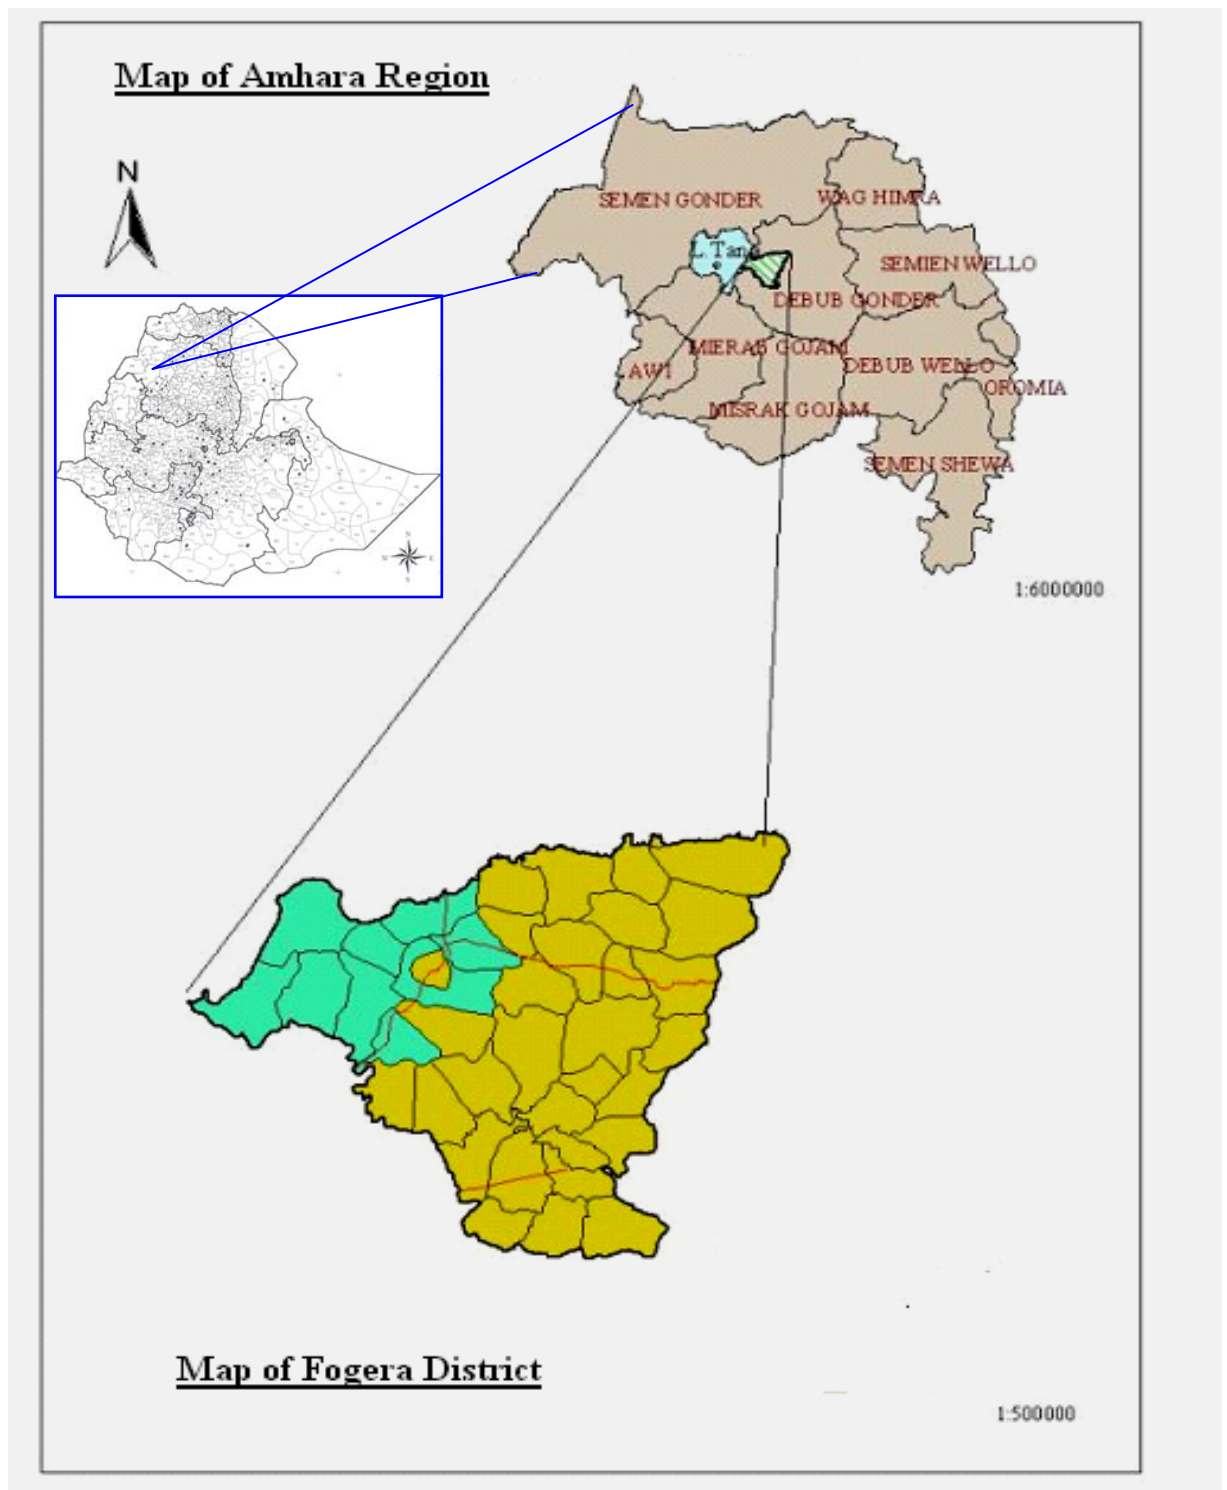 Map of Amhara Region
N
SEMEN GONDER
WAG HIMRA
L. Tana
SEMIEN WELLO
DEBUB GONDER
MIERAB GOJAM
AWI
DEBUB WELLO
OROMIA
MISRAK GOJAM
SEMEN SHEWA
N
E
S
1:6000000
Map of Fogera District
1:500000